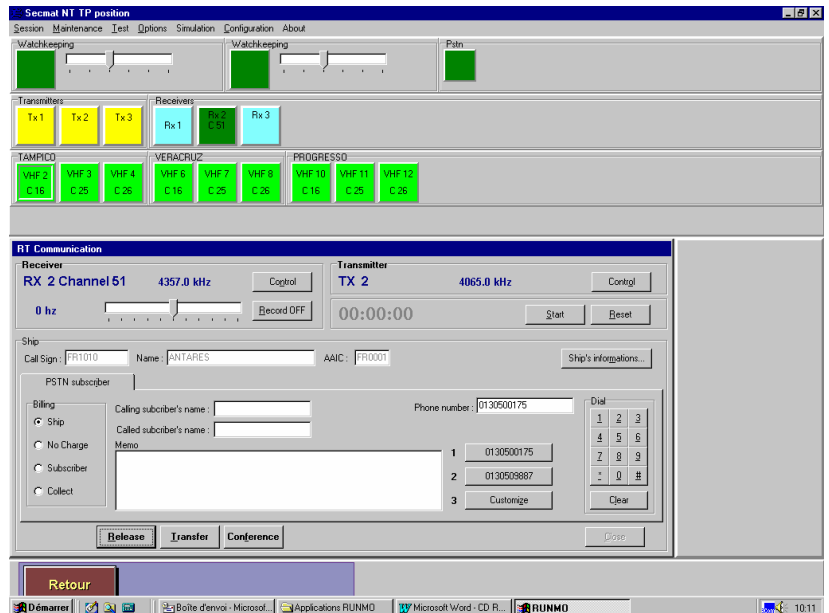 Secmat NT TP position
Session Maintenance Test Options Simulation Configuration About
Watchkeeping Watchkeeping Pstn
Transmitters Receivers
Tx 1 Tx 2 Tx 3 Rx 1 Rx 2 C 51 Rx 3
TAMPICO VERACRUZ PROGRESSO
VHF 2 VHF 3 VHF 4 VHF 6 VHF 7 VHF 8 VHF 10 VHF 11 VHF 12
C 16 C 25 C 26 C 16 C 25 C 26 C 16 C 25 C 26
RT Communication
Receiver Transmitter
RX 2 Channel 51 4357.0 kHz Control TX 2 4065.0 kHz Control
0 hz Record OFF 00:00:00 Start Reset
Ship
Call Sign : FR1010 Name : ANTARES AAIC : FR0001 Ship's informations...
PSTN subscriber
Billing
Ship
No Charge
Subscriber
Collect
Calling subcriber's name :
Called subcriber's name :
Memo
Phone number : 0130500175
1 0130500175
2 0130509887
3 Customize
Dial
1 2 3
4 5 6
7 8 9
* 0 #
Clear
Release Transfer Conference Close
Retour
Démarrer Boîte d'envoi - Microsof... Applications RUNMO Microsoft Word - CD R... RUNMO 10:11